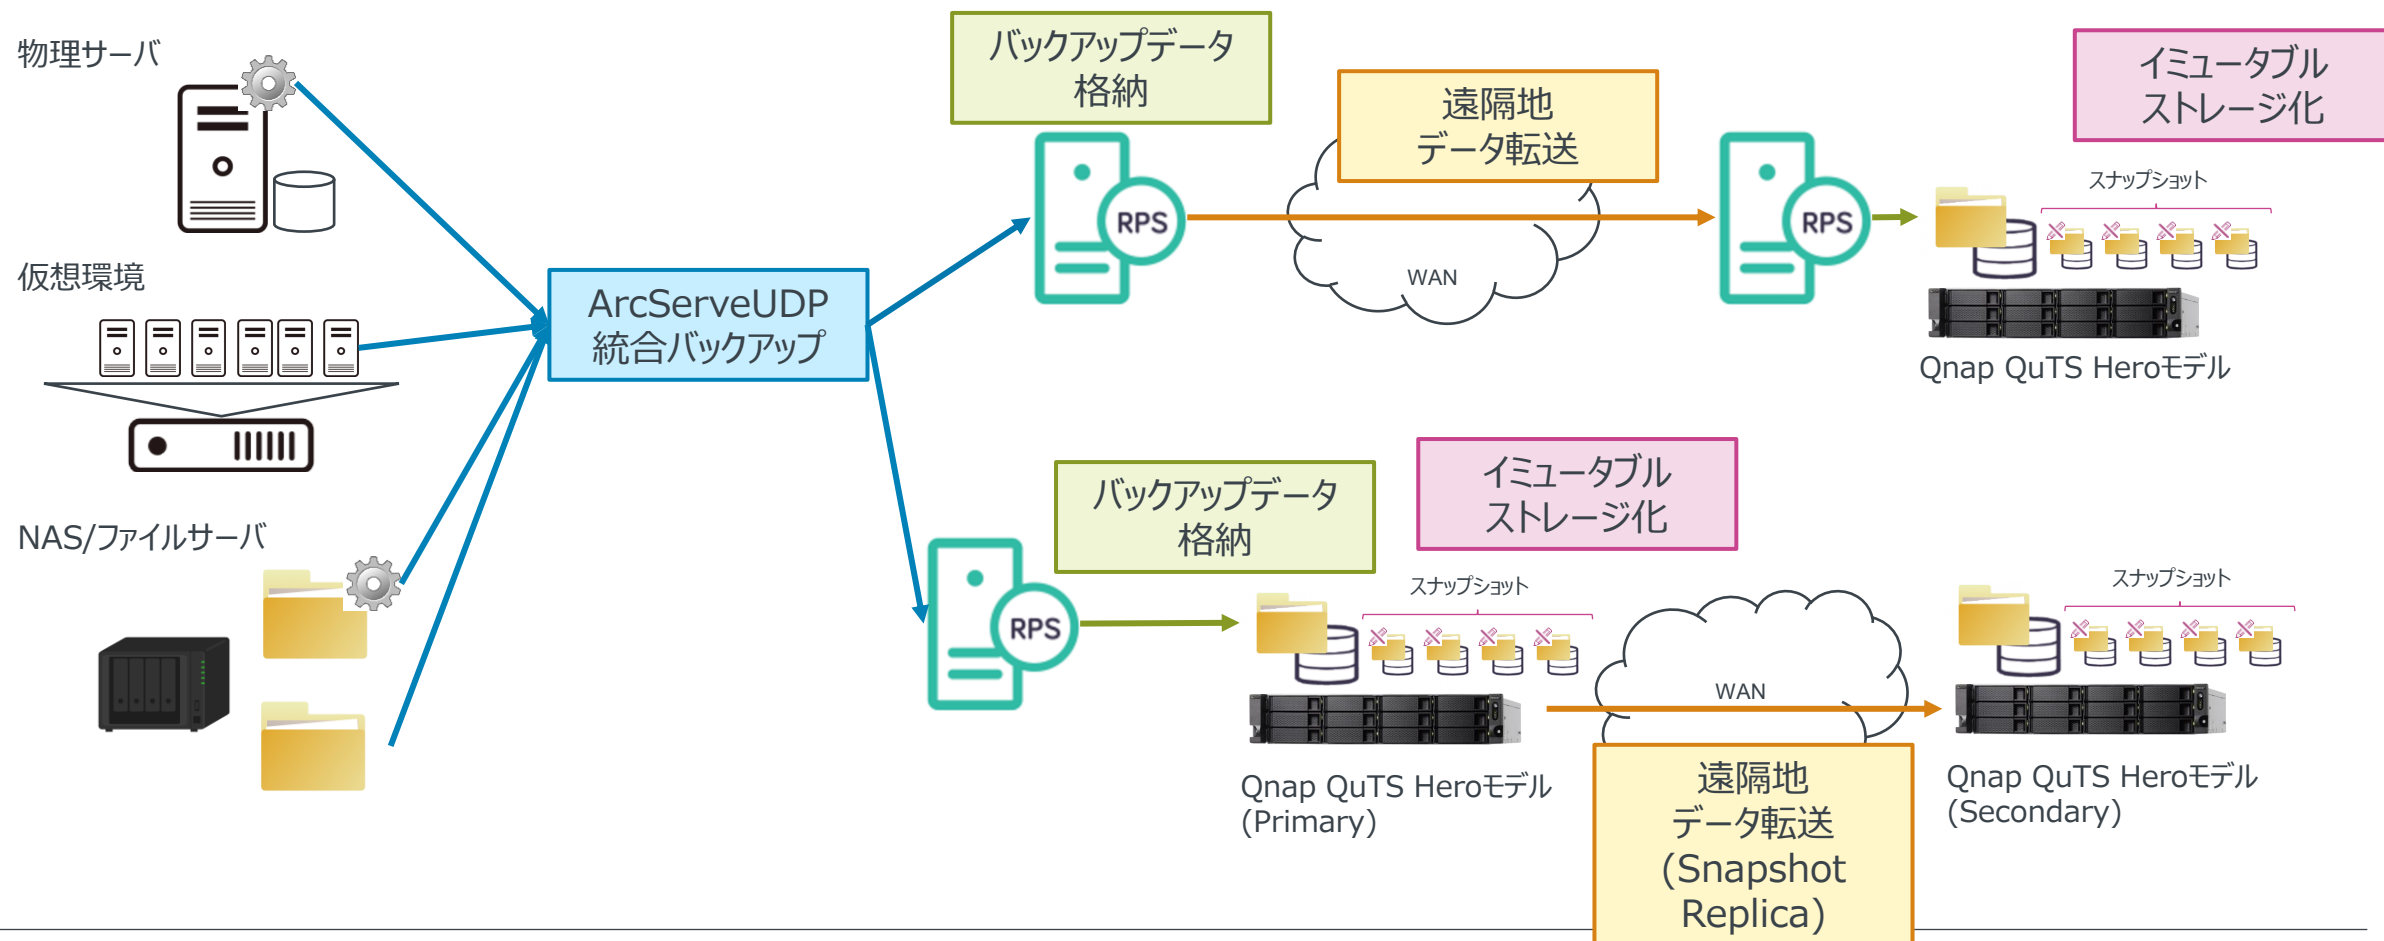 物理サーバ
仮想環境
NAS/ファイルサーバ
ArcServeUDP
統合バックアップ
バックアップデータ
格納
RPS
遠隔地
データ転送
WAN
RPS
イミュータブル
ストレージ化
スナップショット
Qnap QuTS Heroモデル
バックアップデータ
格納
RPS
イミュータブル
ストレージ化
スナップショット
Qnap QuTS Heroモデル
(Primary)
WAN
遠隔地
データ転送
(Snapshot
Replica)
スナップショット
Qnap QuTS Heroモデル
(Secondary)